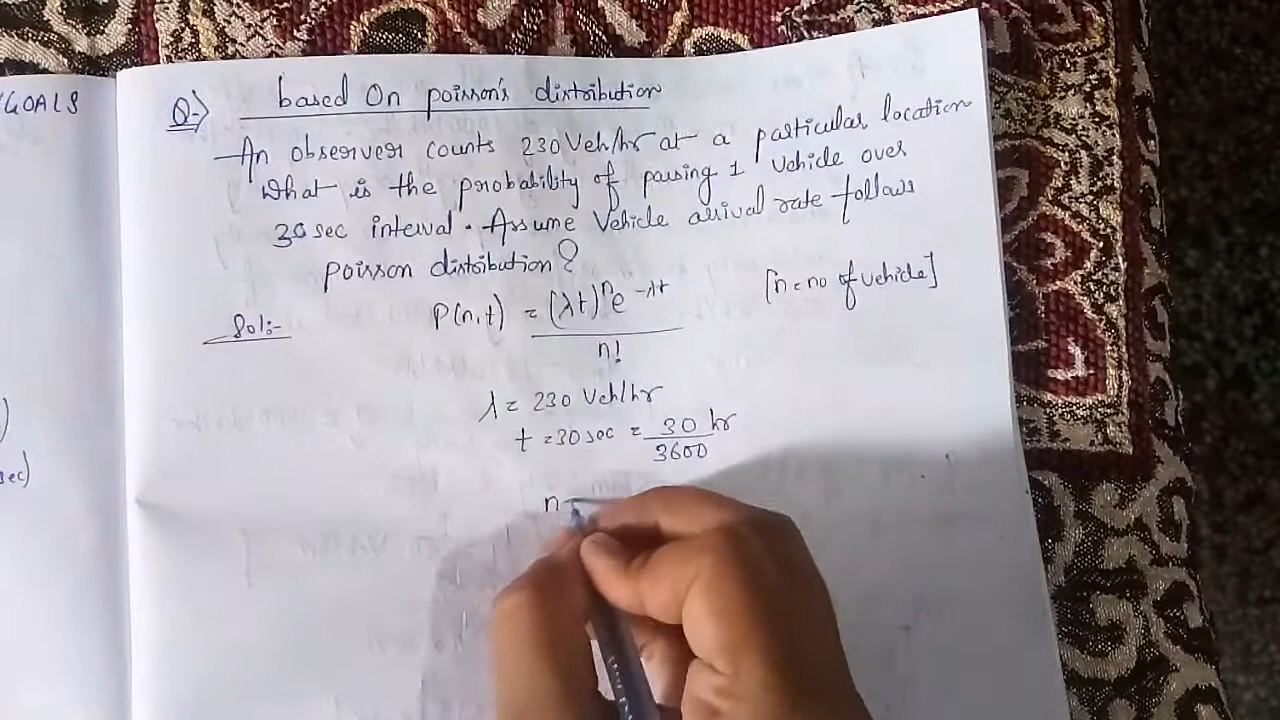 GOALS
Q→ based On poisson's distribution
An observer counts 230 Veh/hr at a particular location
What is the probability of passing 1 vehicle over
30 sec interval. Assume Vehicle arrival rate follows
poisson distribution?
Sol:- P(n,t) = (λt)ⁿ e^-λt / n! [n = no of vehicle]
λ = 230 Veh/hr
t = 30 sec = 30/3600 hr
sec)
n =